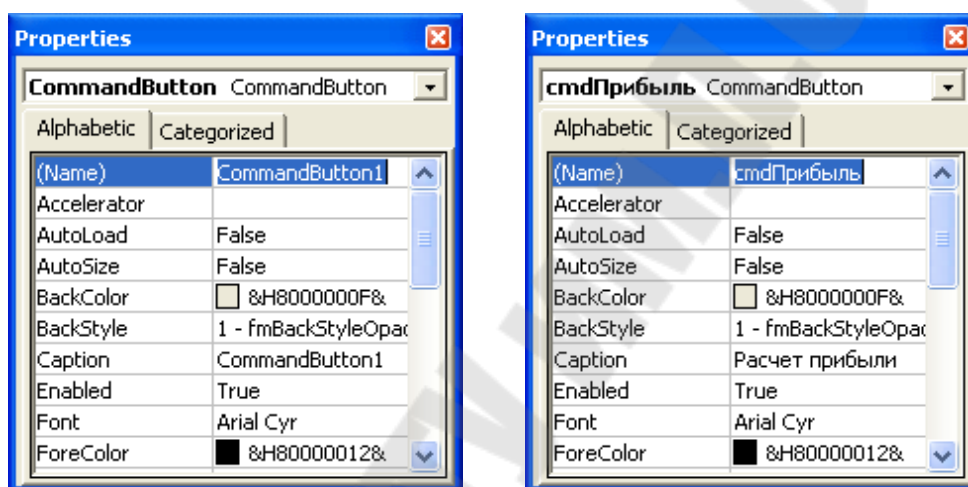 Properties
CommandButton CommandButton
Alphabetic Categorized
(Name) CommandButton1
Accelerator
AutoLoad False
AutoSize False
BackColor &H8000000F&
BackStyle 1 - fmBackStyleOpac
Caption CommandButton1
Enabled True
Font Arial Cyr
ForeColor &H80000012&
Properties
cmdПрибыль CommandButton
Alphabetic Categorized
(Name) cmdПрибыль
Accelerator
AutoLoad False
AutoSize False
BackColor &H8000000F&
BackStyle 1 - fmBackStyleOpac
Caption Расчет прибыли
Enabled True
Font Arial Cyr
ForeColor &H80000012&